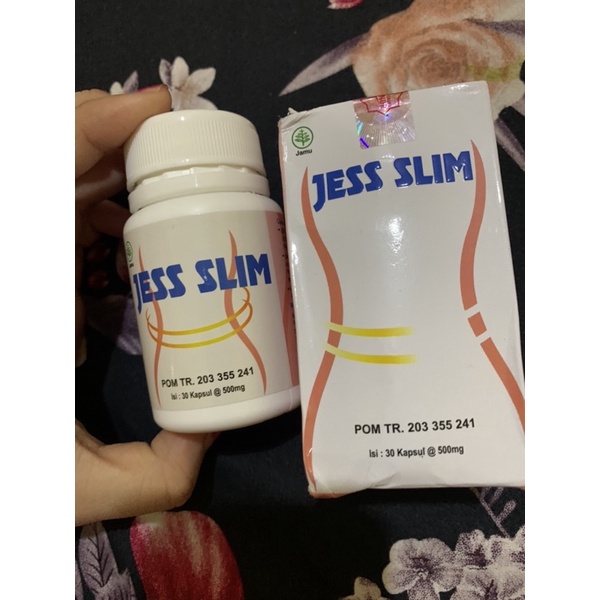 JESS SLIM
POM TR. 203 355 241
Isi : 30 Kapsul @ 500mg
Jamu
JESS SLIM
POM TR. 203 355 241
Isi : 30 Kapsul @ 500mg